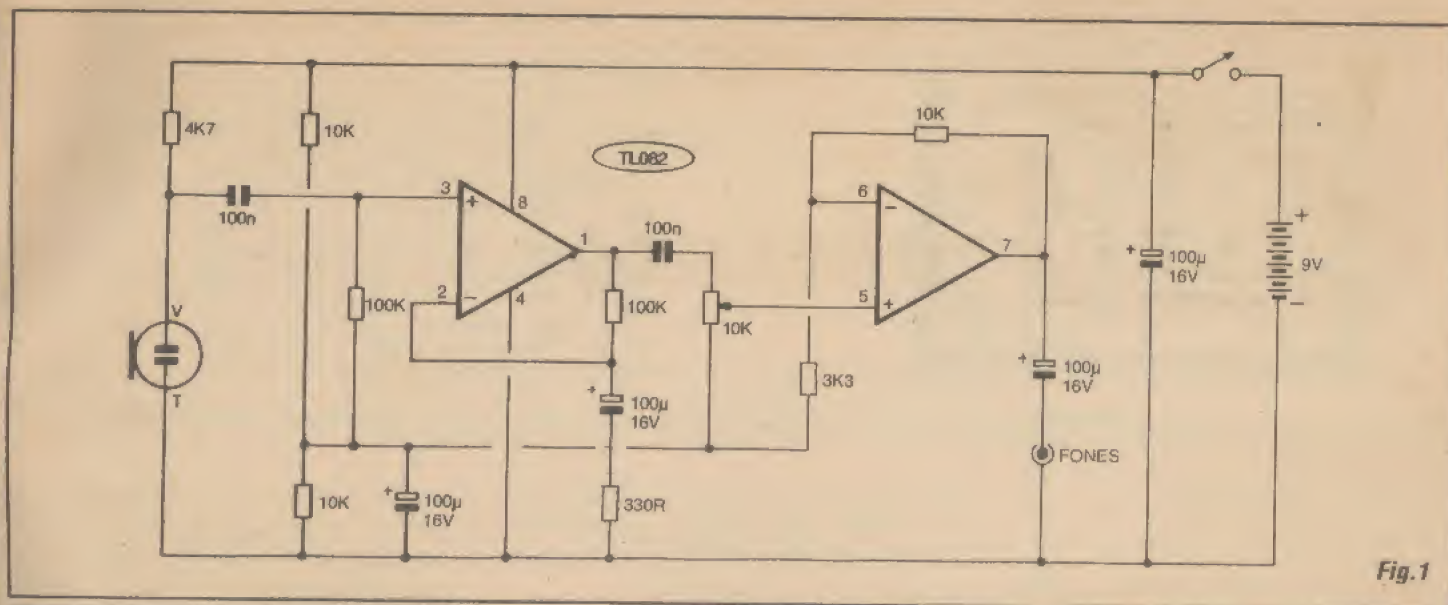 4K7
10K
TL082
10K
100n
3
+
8
1
2
−
4
100n
100K
100K
10K
6
−
7
5
+
3K3
+
100µ
16V
+
9V
−
V
T
+
100µ
16V
+
100µ
16V
FONES
10K
+
100µ
16V
330R
Fig.1